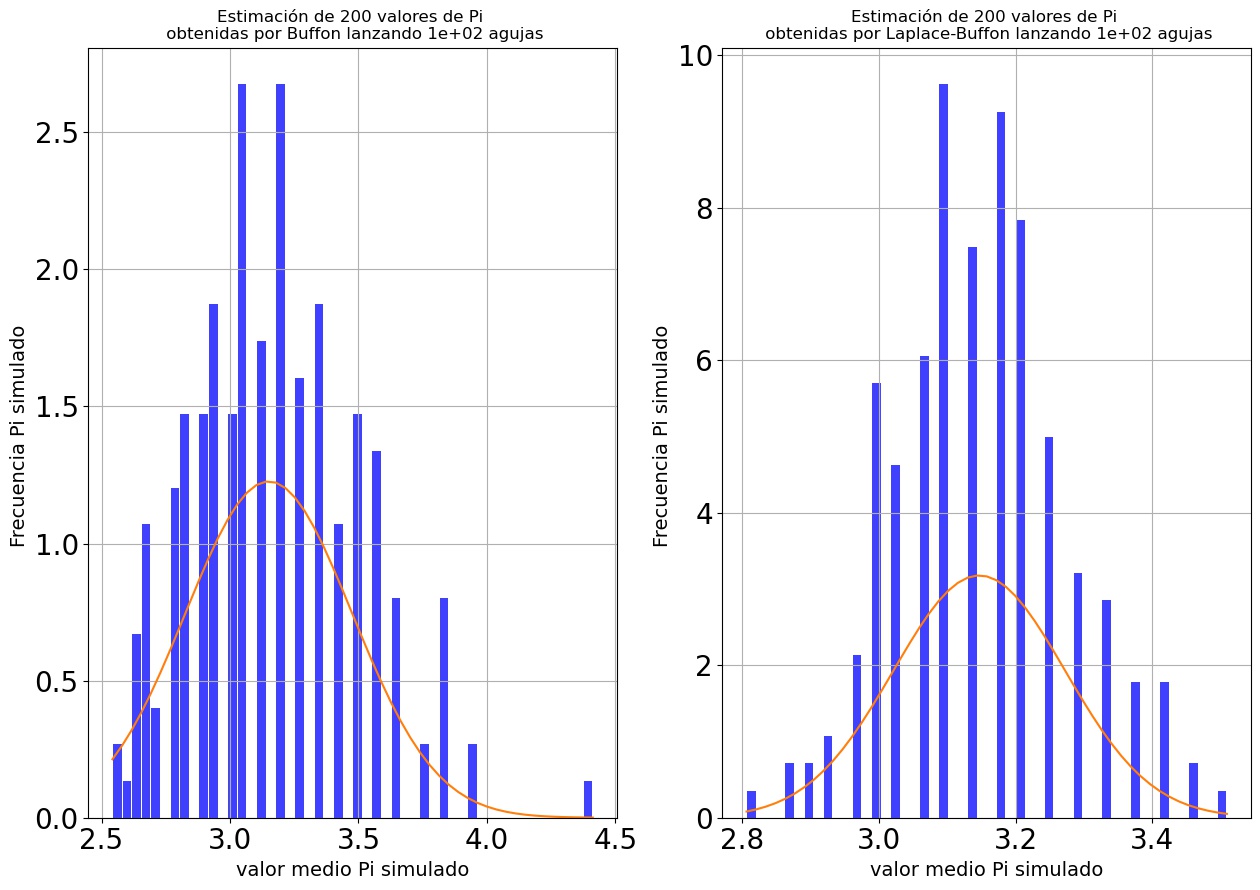 Estimación de 200 valores de Pi
obtenidas por Buffon lanzando 1e+02 agujas
Frecuencia Pi simulado
2.5
2.0
1.5
1.0
0.5
0.0
2.5 3.0 3.5 4.0 4.5
valor medio Pi simulado
Estimación de 200 valores de Pi
obtenidas por Laplace-Buffon lanzando 1e+02 agujas
Frecuencia Pi simulado
10
8
6
4
2
0
2.8 3.0 3.2 3.4
valor medio Pi simulado